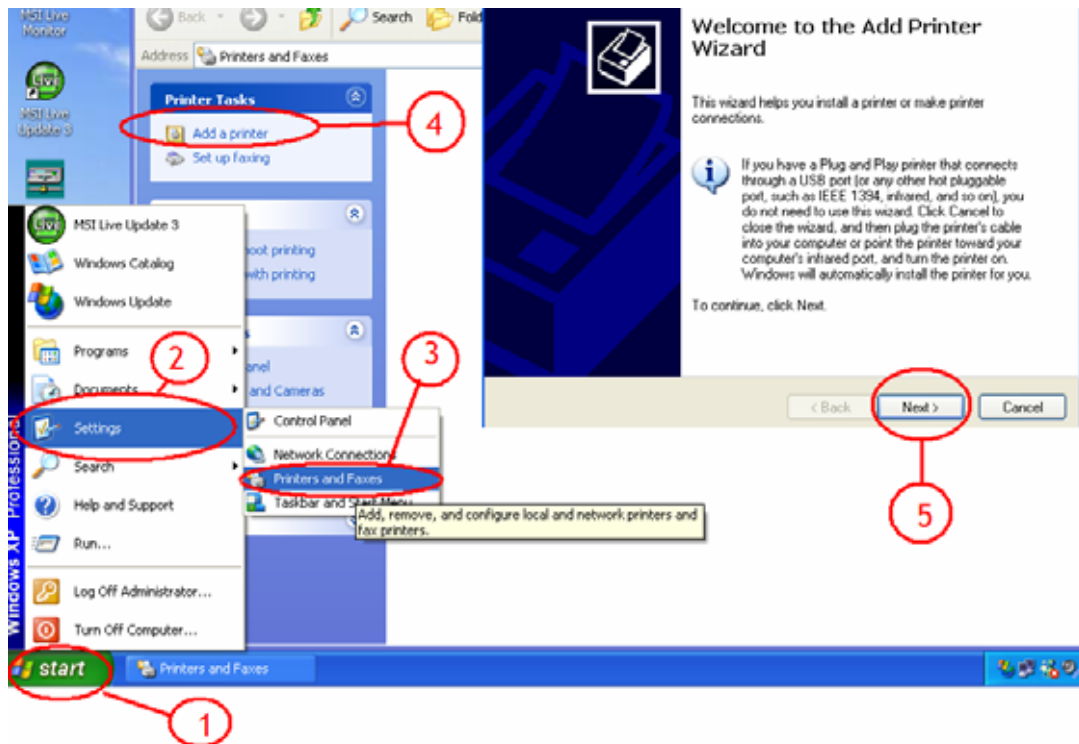 MSI Live
Monitor
MSI Live
Update 3
Back
Search
Fold
Address Printers and Faxes
Printer Tasks
Add a printer
Set up faxing
4
oot printing
with printing
s
anel
and Cameras
MSI Live Update 3
Windows Catalog
Windows Update
Programs
Documents
Settings
Search
Help and Support
Run...
Log Off Administrator...
Turn Off Computer...
Windows XP Professional
2
3
Control Panel
Network Connections
Printers and Faxes
Taskbar and Start Menu
Add, remove, and configure local and network printers and
fax printers.
start
Printers and Faxes
1
Welcome to the Add Printer
Wizard
This wizard helps you install a printer or make printer
connections.
If you have a Plug and Play printer that connects
through a USB port (or any other hot pluggable
port, such as IEEE 1394, infrared, and so on), you
do not need to use this wizard. Click Cancel to
close the wizard, and then plug the printer's cable
into your computer or point the printer toward your
computer's infrared port, and turn the printer on.
Windows will automatically install the printer for you.
To continue, click Next.
< Back
Next >
Cancel
5